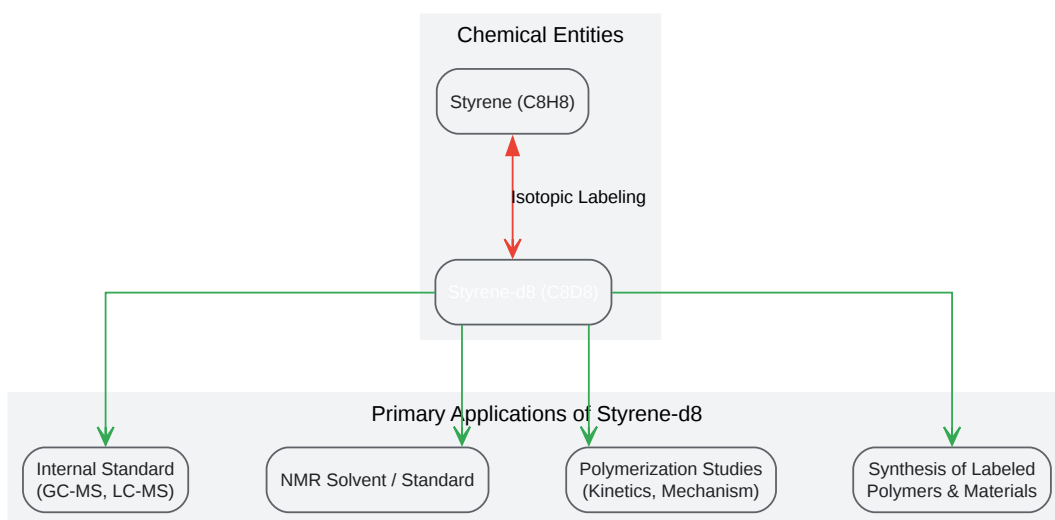 Chemical Entities
Styrene (C8H8)
Isotopic Labeling
Styrene-d8 (C8D8)
Primary Applications of Styrene-d8
Internal Standard
(GC-MS, LC-MS)
NMR Solvent / Standard
Polymerization Studies
(Kinetics, Mechanism)
Synthesis of Labeled
Polymers & Materials